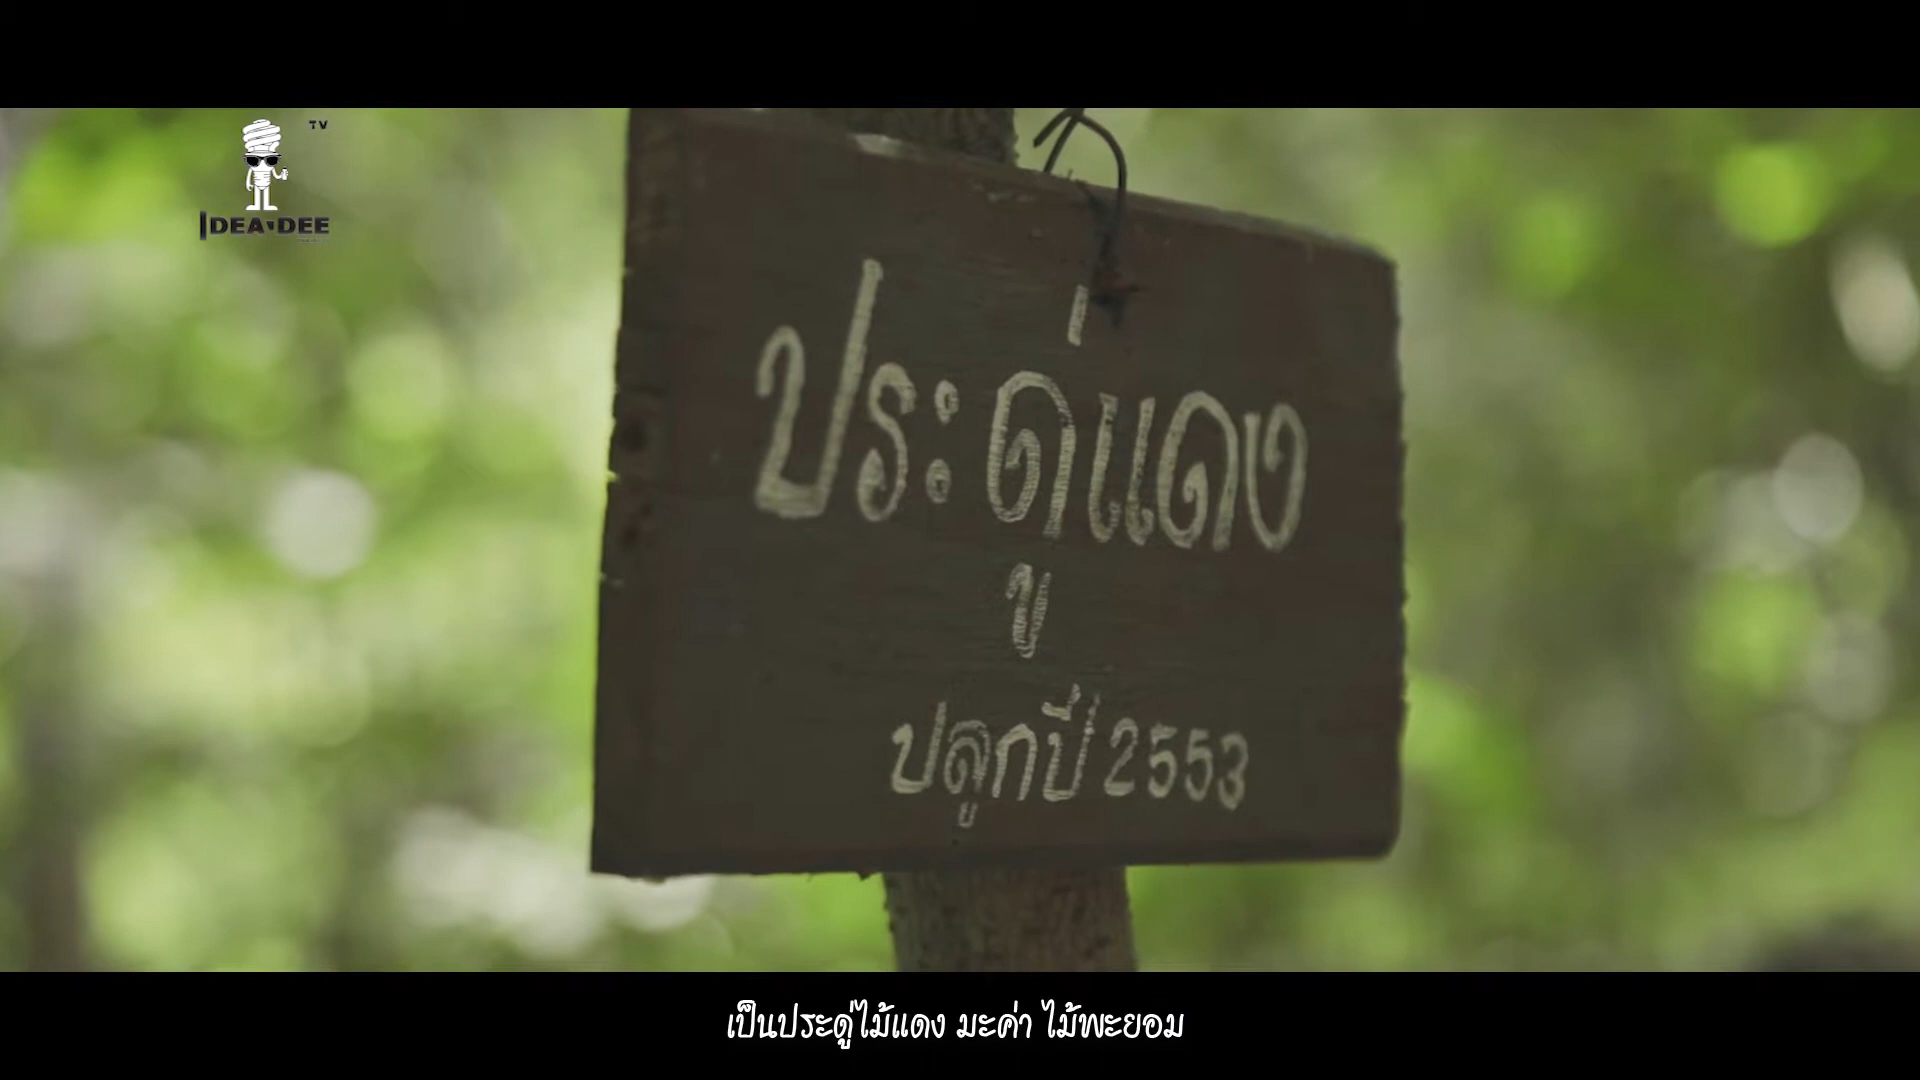 TV
IDEA DEE
ประดู่แดง
ปลูกปี 2553
เป็นประดู่ไม้แดง มะค่า ไม้พะยอม